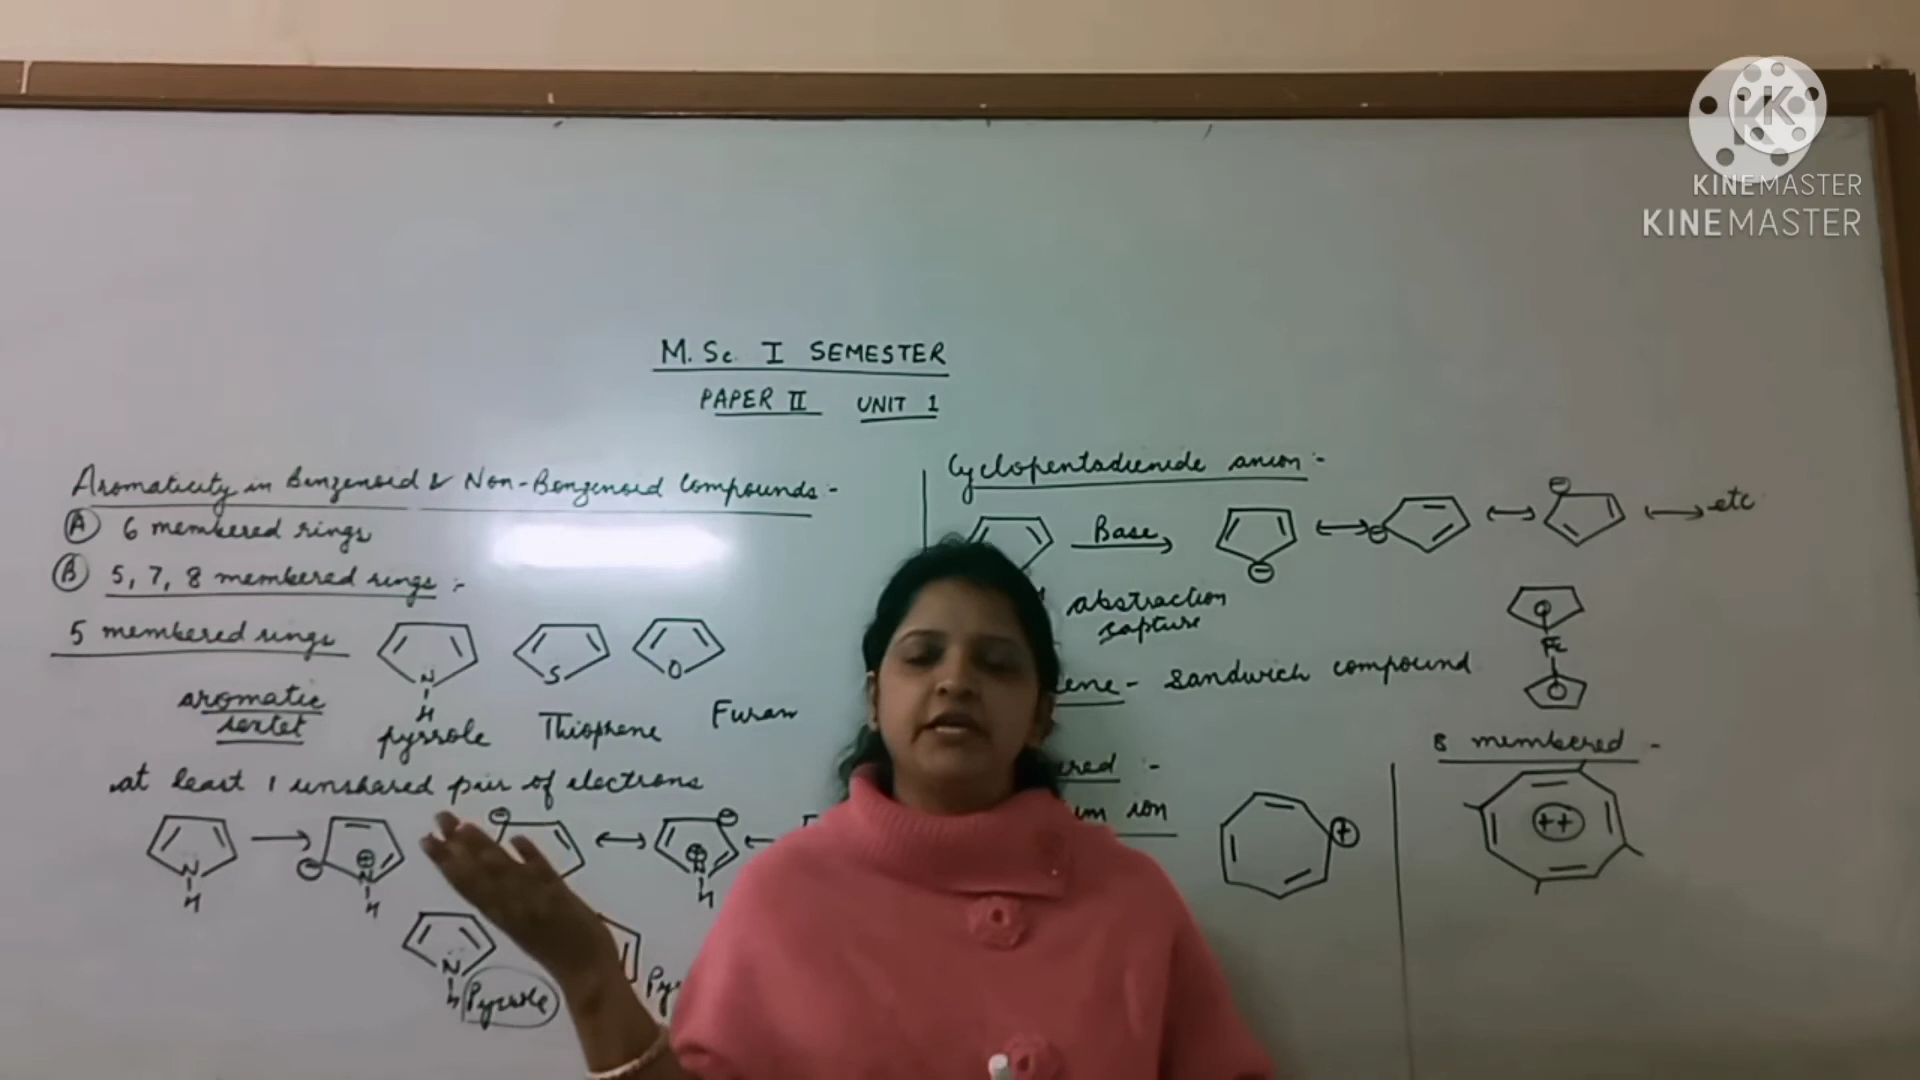 KINEMASTER
KINEMASTER
M.Sc. I SEMESTER
PAPER II UNIT 1
Aromaticity in Benzenoid & Non-Benzenoid Compounds:-
A 6 membered rings
B 5, 7, 8 membered rings :-
5 membered rings
N
H
S
O
aromatic
sextet
pyrrole
Thiophene
Furan
at least 1 unshared pair of electrons
N
H
⊖
⊕
N
H
⊖
⊖
⊕
N
H
N
H
Pyrrole
Cyclopentadienide anion:-
Base
⊖
⊖
⊖
etc
abstraction
capture
Sandwich compound
Fe
ion
+
8 membered -
++